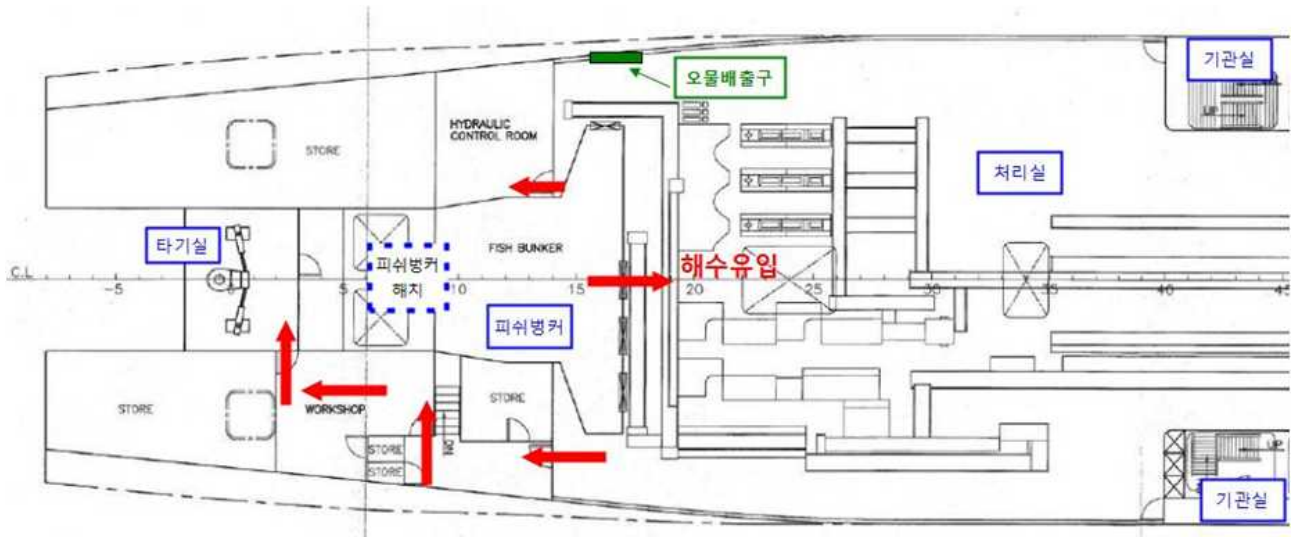 기관실
오물배출구
HYDRAULIC
CONTROL ROOM
STORE
UP
처리실
타기실
FISH BUNKER
피쉬벙커
해치
해수유입
C.L
-5
5
10
15
20
25
30
35
40
45
피쉬벙커
STORE
WORKSHOP
STORE
STORE
STORE
DN
UP
기관실